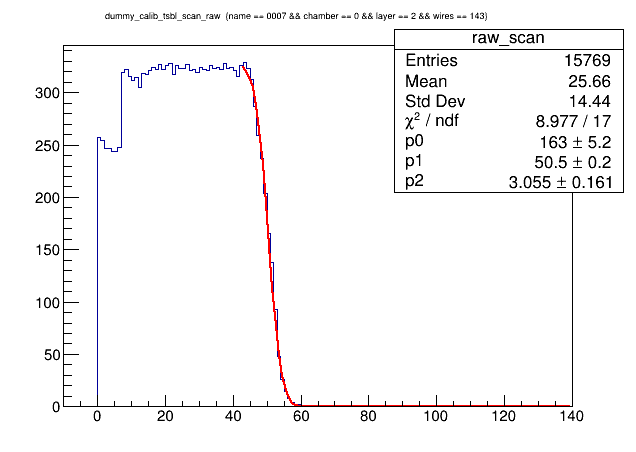 dummy_calib_tsbl_scan_raw {name == 0007 && chamber == 0 && layer == 2 && wires == 143}
raw_scan
Entries 15769
Mean 25.66
Std Dev 14.44
χ² / ndf 8.977 / 17
p0 163 ± 5.2
p1 50.5 ± 0.2
p2 3.055 ± 0.161
300
250
200
150
100
50
0
0 20 40 60 80 100 120 140